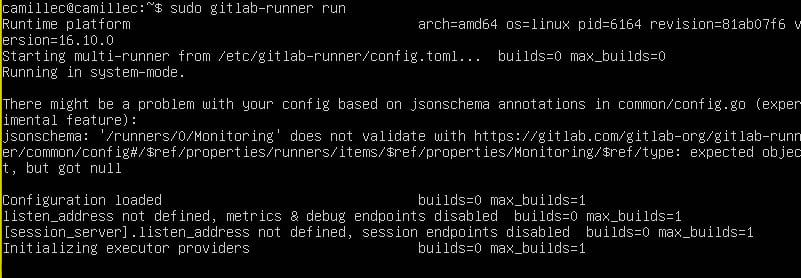 camillec@camillec:~$ sudo gitlab-runner run
Runtime platform                                    arch=amd64 os=linux pid=6164 revision=81ab07f6 v
ersion=16.10.0
Starting multi-runner from /etc/gitlab-runner/config.toml...  builds=0 max_builds=0
Running in system-mode.
There might be a problem with your config based on jsonschema annotations in common/config.go (exper
imental feature):
jsonschema: '/runners/0/Monitoring' does not validate with https://gitlab.com/gitlab-org/gitlab-runn
er/common/config#/$ref/properties/runners/items/$ref/properties/Monitoring/$ref/type: expected objec
t, but got null
Configuration loaded                                builds=0 max_builds=1
listen_address not defined, metrics & debug endpoints disabled  builds=0 max_builds=1
[session_server].listen_address not defined, session endpoints disabled  builds=0 max_builds=1
Initializing executor providers                     builds=0 max_builds=1